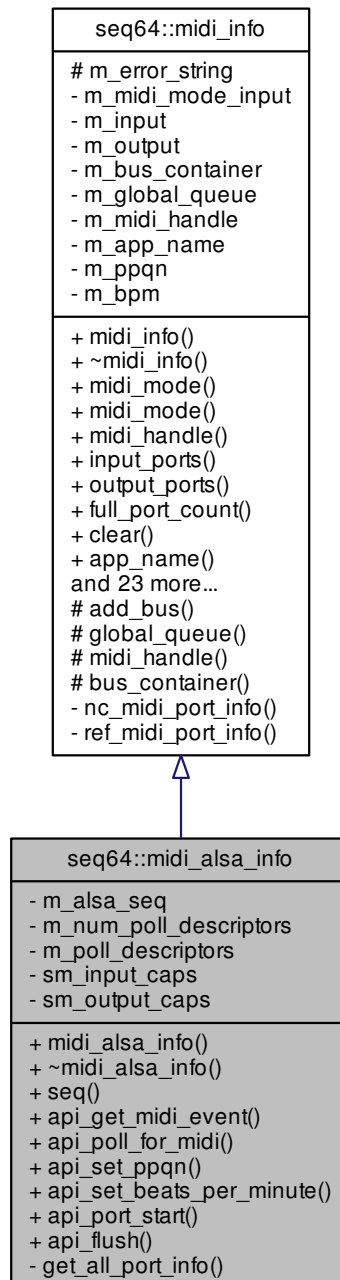 seq64::midi_info
# m_error_string
- m_midi_mode_input
- m_input
- m_output
- m_bus_container
- m_global_queue
- m_midi_handle
- m_app_name
- m_ppqn
- m_bpm
+ midi_info()
+ ~midi_info()
+ midi_mode()
+ midi_mode()
+ midi_handle()
+ input_ports()
+ output_ports()
+ full_port_count()
+ clear()
+ app_name()
and 23 more...
# add_bus()
# global_queue()
# midi_handle()
# bus_container()
- nc_midi_port_info()
- ref_midi_port_info()
seq64::midi_alsa_info
- m_alsa_seq
- m_num_poll_descriptors
- m_poll_descriptors
- sm_input_caps
- sm_output_caps
+ midi_alsa_info()
+ ~midi_alsa_info()
+ seq()
+ api_get_midi_event()
+ api_poll_for_midi()
+ api_set_ppqn()
+ api_set_beats_per_minute()
+ api_port_start()
+ api_flush()
- get_all_port_info()